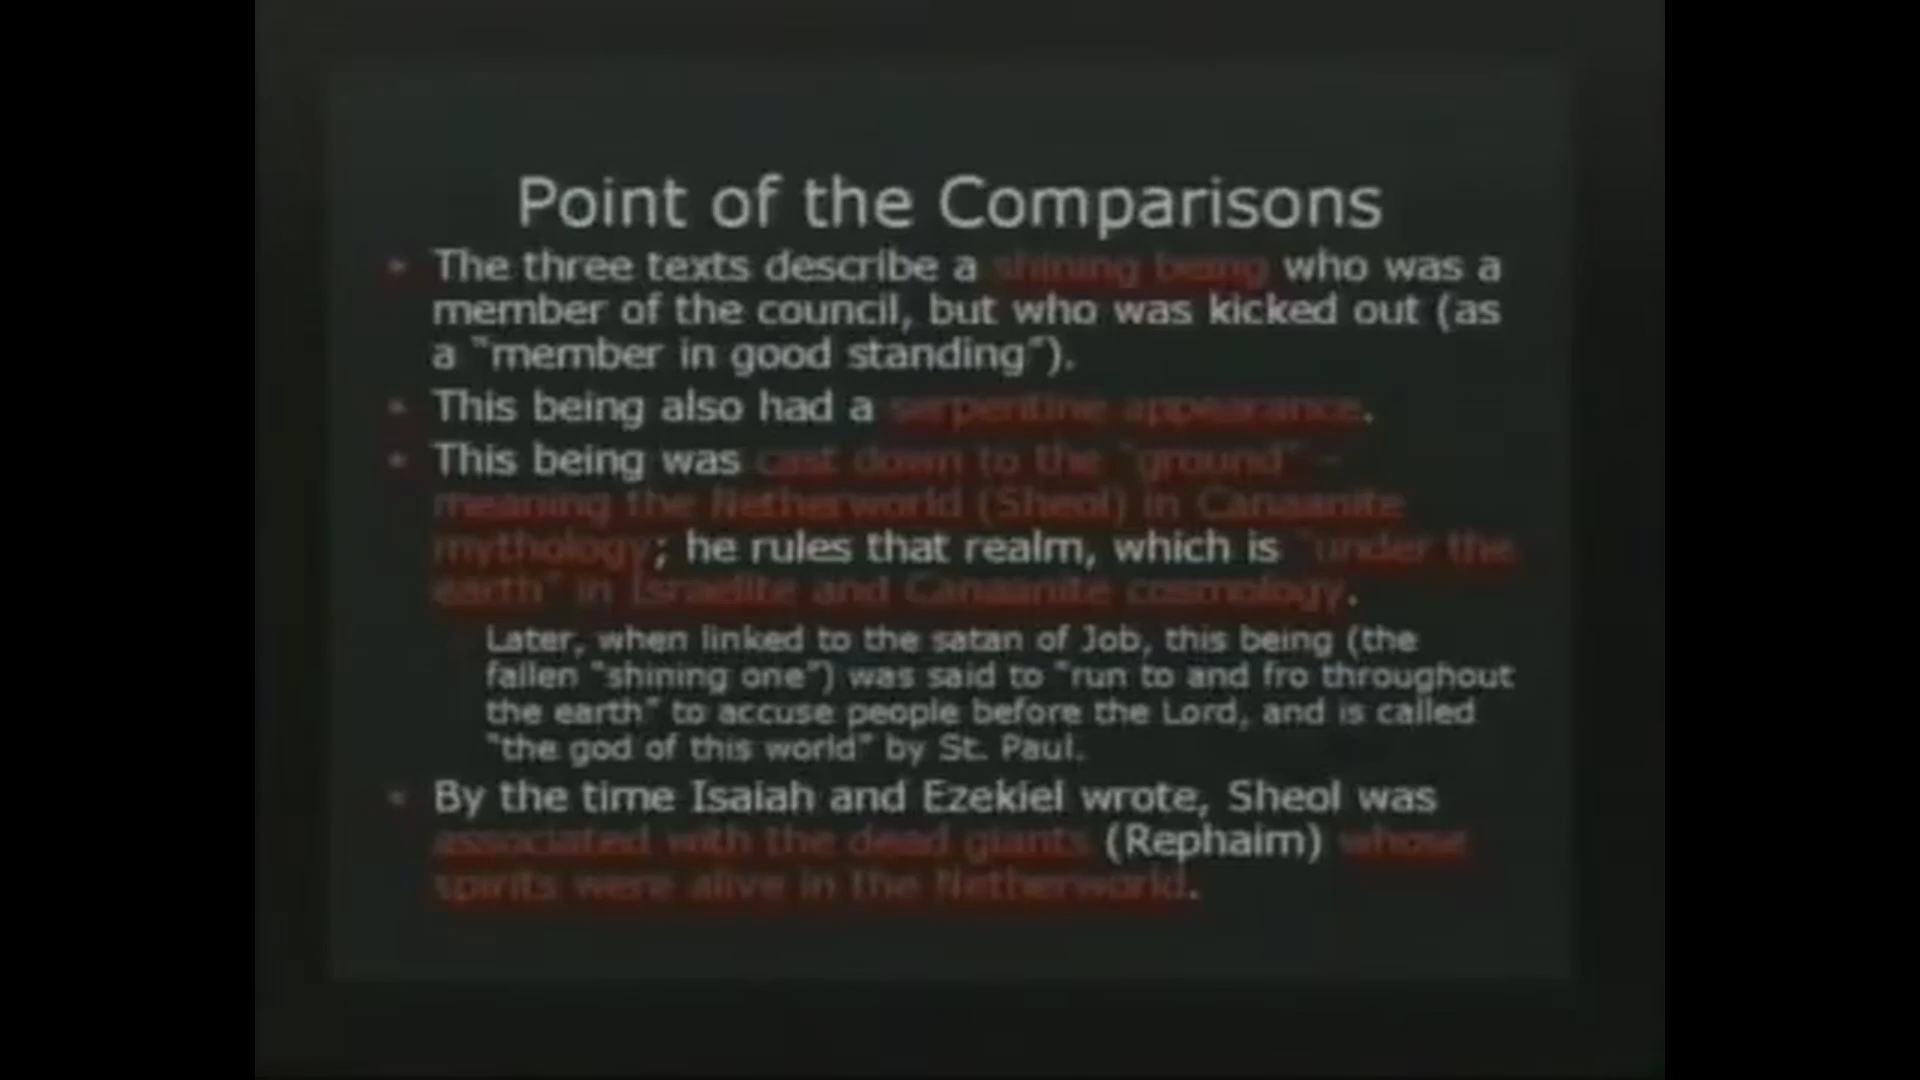 Point of the Comparisons
• The three texts describe a shining being who was a
member of the council, but who was kicked out (as
a "member in good standing").
• This being also had a serpentine appearance.
• This being was cast down to the "ground" –
meaning the Netherworld (Sheol) in Canaanite
mythology; he rules that realm, which is "under the
earth" in Israelite and Canaanite cosmology.
Later, when linked to the satan of Job, this being (the
fallen "shining one") was said to "run to and fro throughout
the earth" to accuse people before the Lord, and is called
"the god of this world" by St. Paul.
• By the time Isaiah and Ezekiel wrote, Sheol was
associated with the dead giants (Rephaim) whose
spirits were alive in the Netherworld.